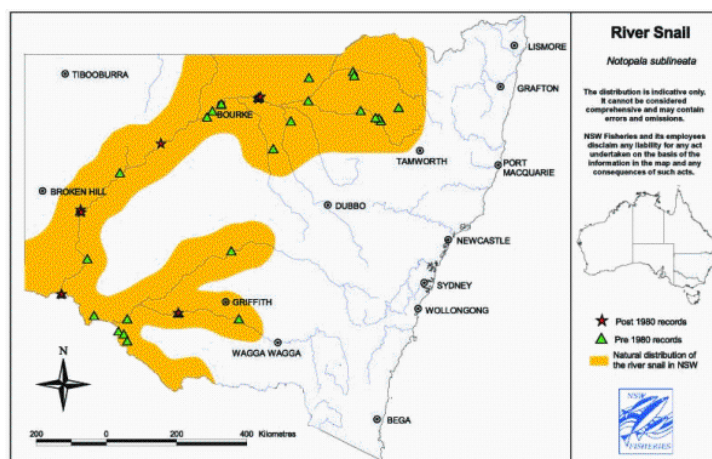 River Snail
Notopala sublineata
The distribution is indicative only.
It cannot be considered
comprehensive and may contain
errors and omissions.
NSW Fisheries and its employees
disclaim any liability for any act
undertaken on the basis of the
information in the map and any
consequences of such acts.
LISMORE
TIBOOBURRA
GRAFTON
BOURKE
TAMWORTH
PORT
MACQUARIE
BROKEN HILL
DUBBO
NEWCASTLE
SYDNEY
GRIFFITH
WOLLONGONG
WAGGA WAGGA
BEGA
N
200 0 200 400 Kilometres
Post 1980 records
Pre 1980 records
Natural distribution of
the river snail in NSW
NSW
FISHERIES